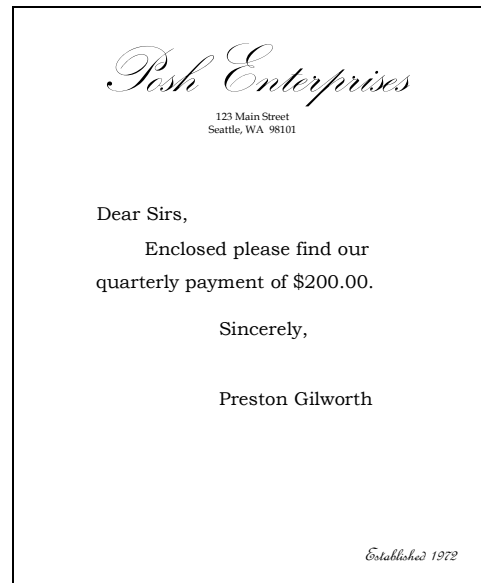 Posh Enterprises
123 Main Street
Seattle, WA 98101
Dear Sirs,
Enclosed please find our
quarterly payment of $200.00.
Sincerely,
Preston Gilworth
Established 1972